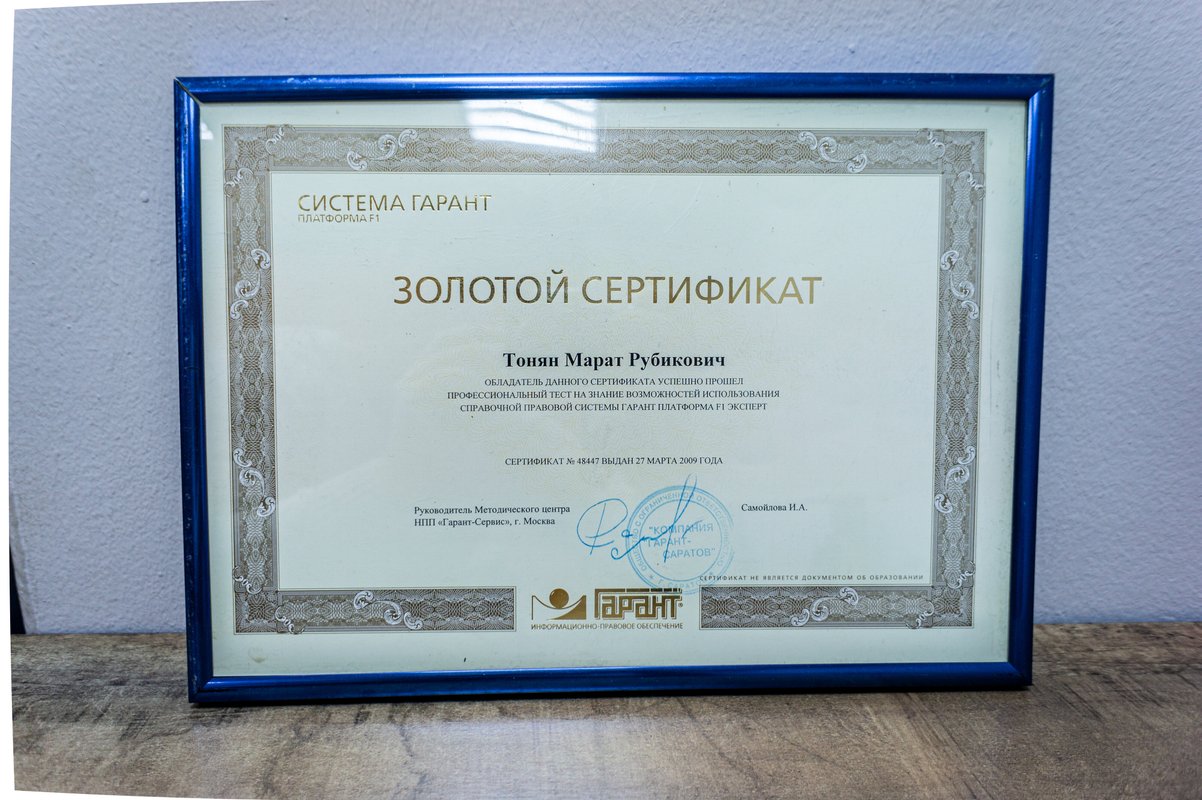 СИСТЕМА ГАРАНТ
ПЛАТФОРМА F1
ЗОЛОТОЙ СЕРТИФИКАТ
Тонян Марат Рубикович
ОБЛАДАТЕЛЬ ДАННОГО СЕРТИФИКАТА УСПЕШНО ПРОШЕЛ
ПРОФЕССИОНАЛЬНЫЙ ТЕСТ НА ЗНАНИЕ ВОЗМОЖНОСТЕЙ ИСПОЛЬЗОВАНИЯ
СПРАВОЧНОЙ ПРАВОВОЙ СИСТЕМЫ ГАРАНТ ПЛАТФОРМА F1 ЭКСПЕРТ
СЕРТИФИКАТ № 48447 ВЫДАН 27 МАРТА 2009 ГОДА
Руководитель Методического центра
НПП «Гарант-Сервис», г. Москва
Самойлова И.А.
ОБЩЕСТВО С ОГРАНИЧЕННОЙ
"КОМПАНИЯ
ГАРАНТ-
САРАТОВ"
СЕРТИФИКАТ НЕ ЯВЛЯЕТСЯ ДОКУМЕНТОМ ОБ ОБРАЗОВАНИИ
ГАРАНТ®
ИНФОРМАЦИОННО-ПРАВОВОЕ ОБЕСПЕЧЕНИЕ